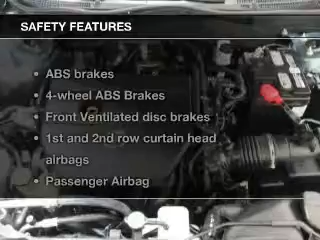 SAFETY FEATURES
• ABS brakes
• 4-wheel ABS Brakes
• Front Ventilated disc brakes
• 1st and 2nd row curtain head
airbags
• Passenger Airbag